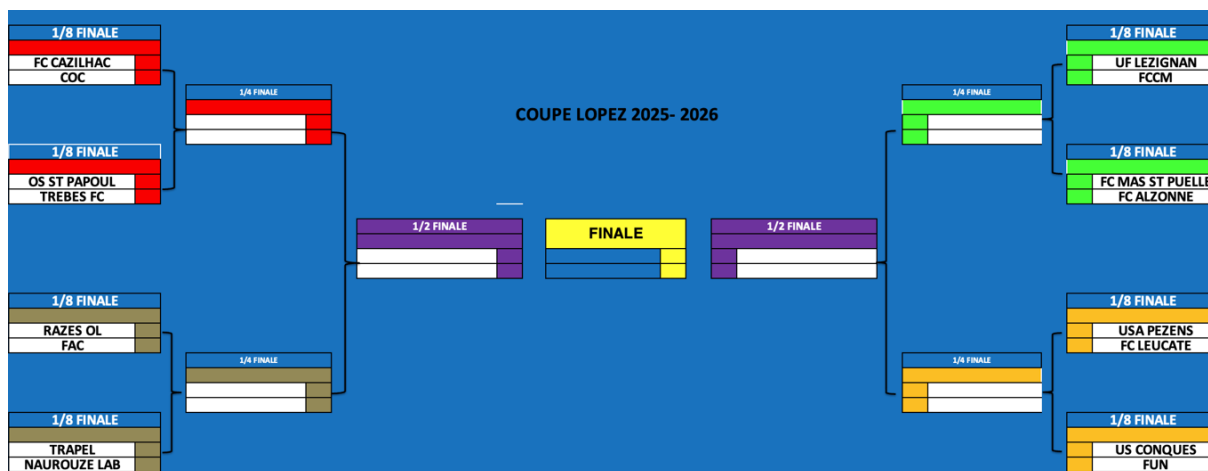 1/8 FINALE
FC CAZILHAC
COC
1/8 FINALE
OS ST PAPOUL
TREBES FC
1/8 FINALE
RAZES OL
FAC
1/8 FINALE
TRAPEL
NAUROUZE LAB
1/4 FINALE
1/4 FINALE
1/2 FINALE
COUPE LOPEZ 2025- 2026
FINALE
1/2 FINALE
1/4 FINALE
1/4 FINALE
1/8 FINALE
UF LEZIGNAN
FCCM
1/8 FINALE
FC MAS ST PUELLE
FC ALZONNE
1/8 FINALE
USA PEZENS
FC LEUCATE
1/8 FINALE
US CONQUES
FUN